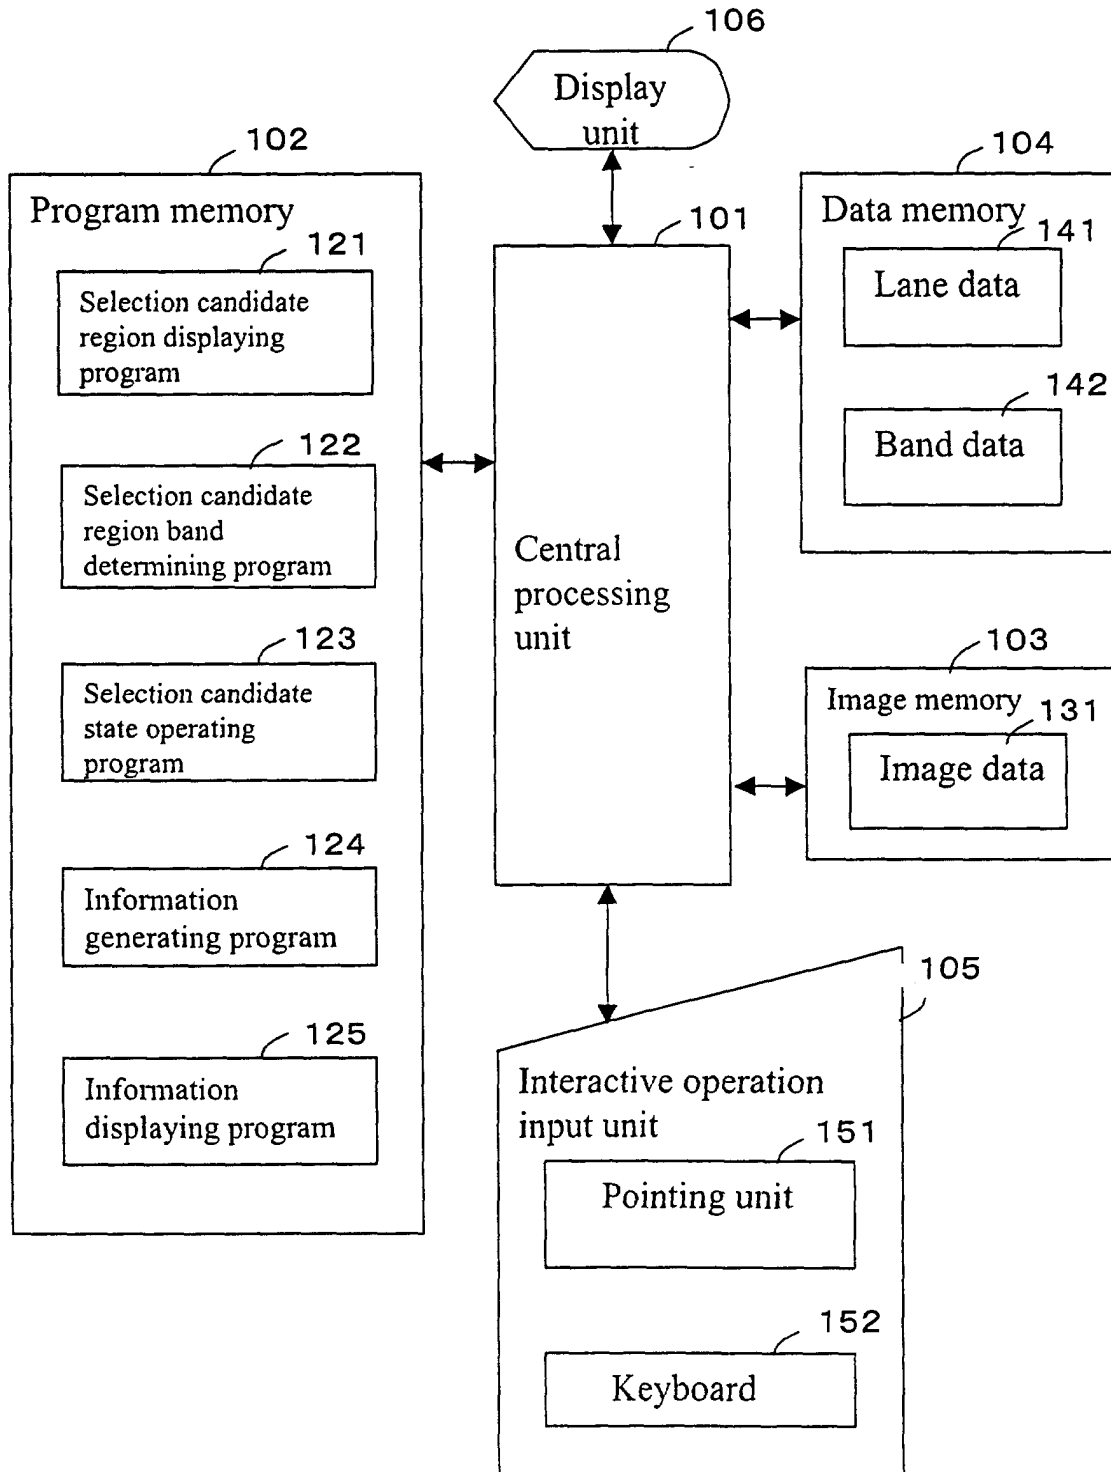 106
Display
unit
102
Program memory
121
Selection candidate
region displaying
program
122
Selection candidate
region band
determining program
123
Selection candidate
state operating
program
124
Information
generating program
125
Information
displaying program
101
Central
processing
unit
104
Data memory
141
Lane data
142
Band data
103
Image memory
131
Image data
105
Interactive operation
input unit
151
Pointing unit
152
Keyboard